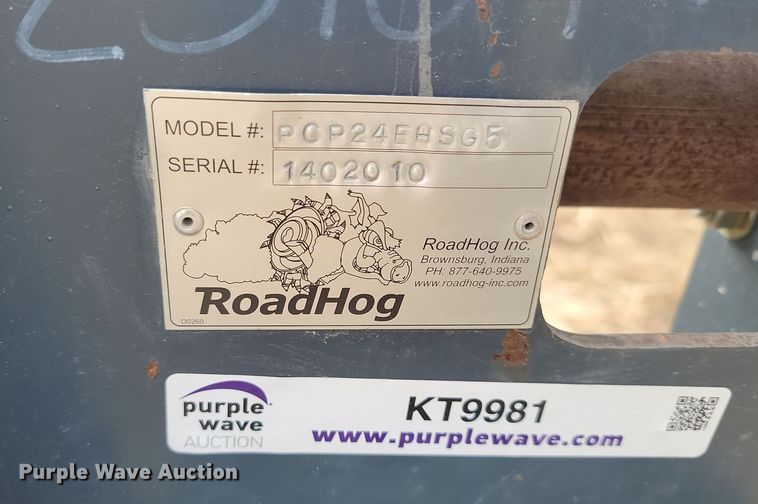 MODEL #: PCP24EHSG5
SERIAL #: 1402010
RoadHog Inc.
Brownsburg, Indiana
PH: 877-640-9975
www.roadhog-inc.com
RoadHog
D0260
purple
wave
AUCTION
KT9981
www.purplewave.com
Purple Wave Auction